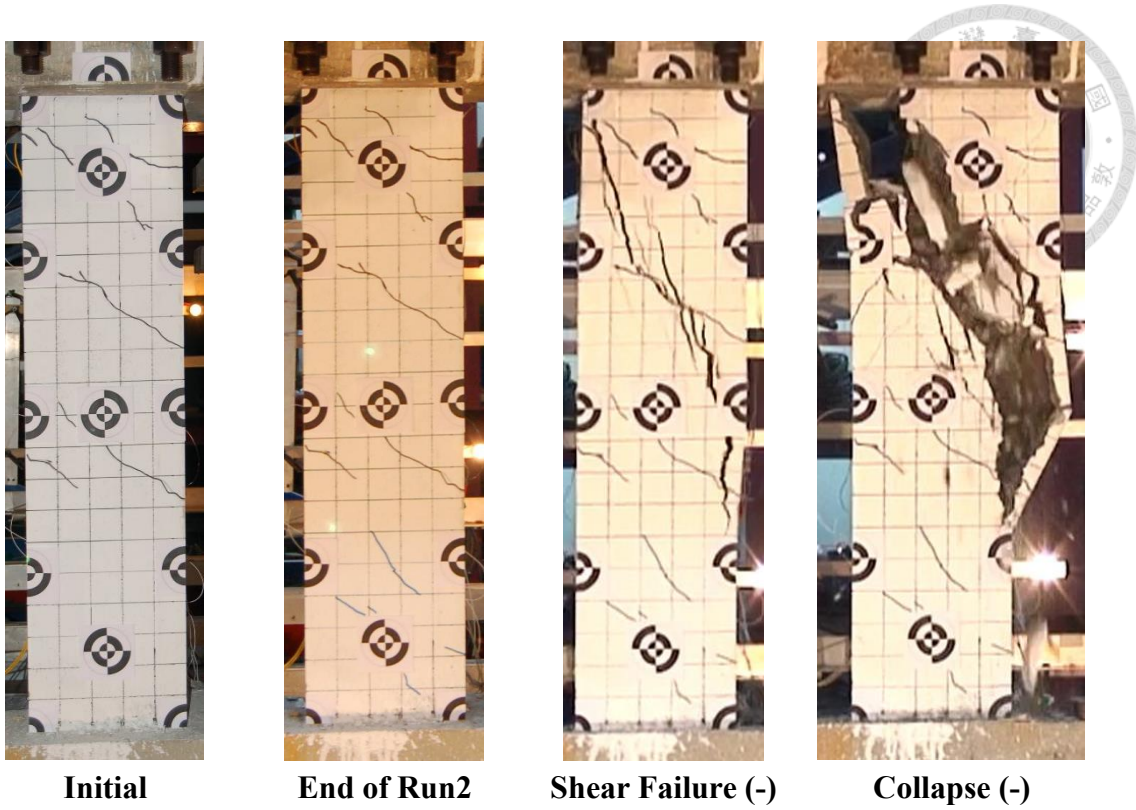 Initial
End of Run2
Shear Failure (-)
Collapse (-)